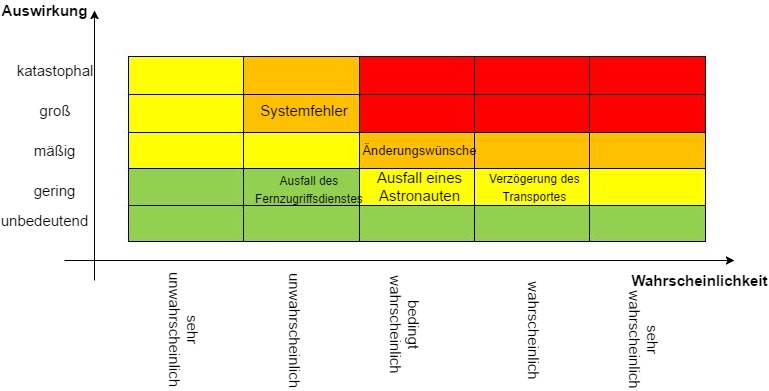 Auswirkung
katastophal
groß
Systemfehler
mäßig
Änderungswünsche
gering
Ausfall des
Fernzugriffsdienstes
Ausfall eines
Astronauten
Verzögerung des
Transportes
unbedeutend
Wahrscheinlichkeit
sehr
unwahrscheinlich
unwahrscheinlich
bedingt
wahrscheinlich
wahrscheinlich
sehr
wahrscheinlich